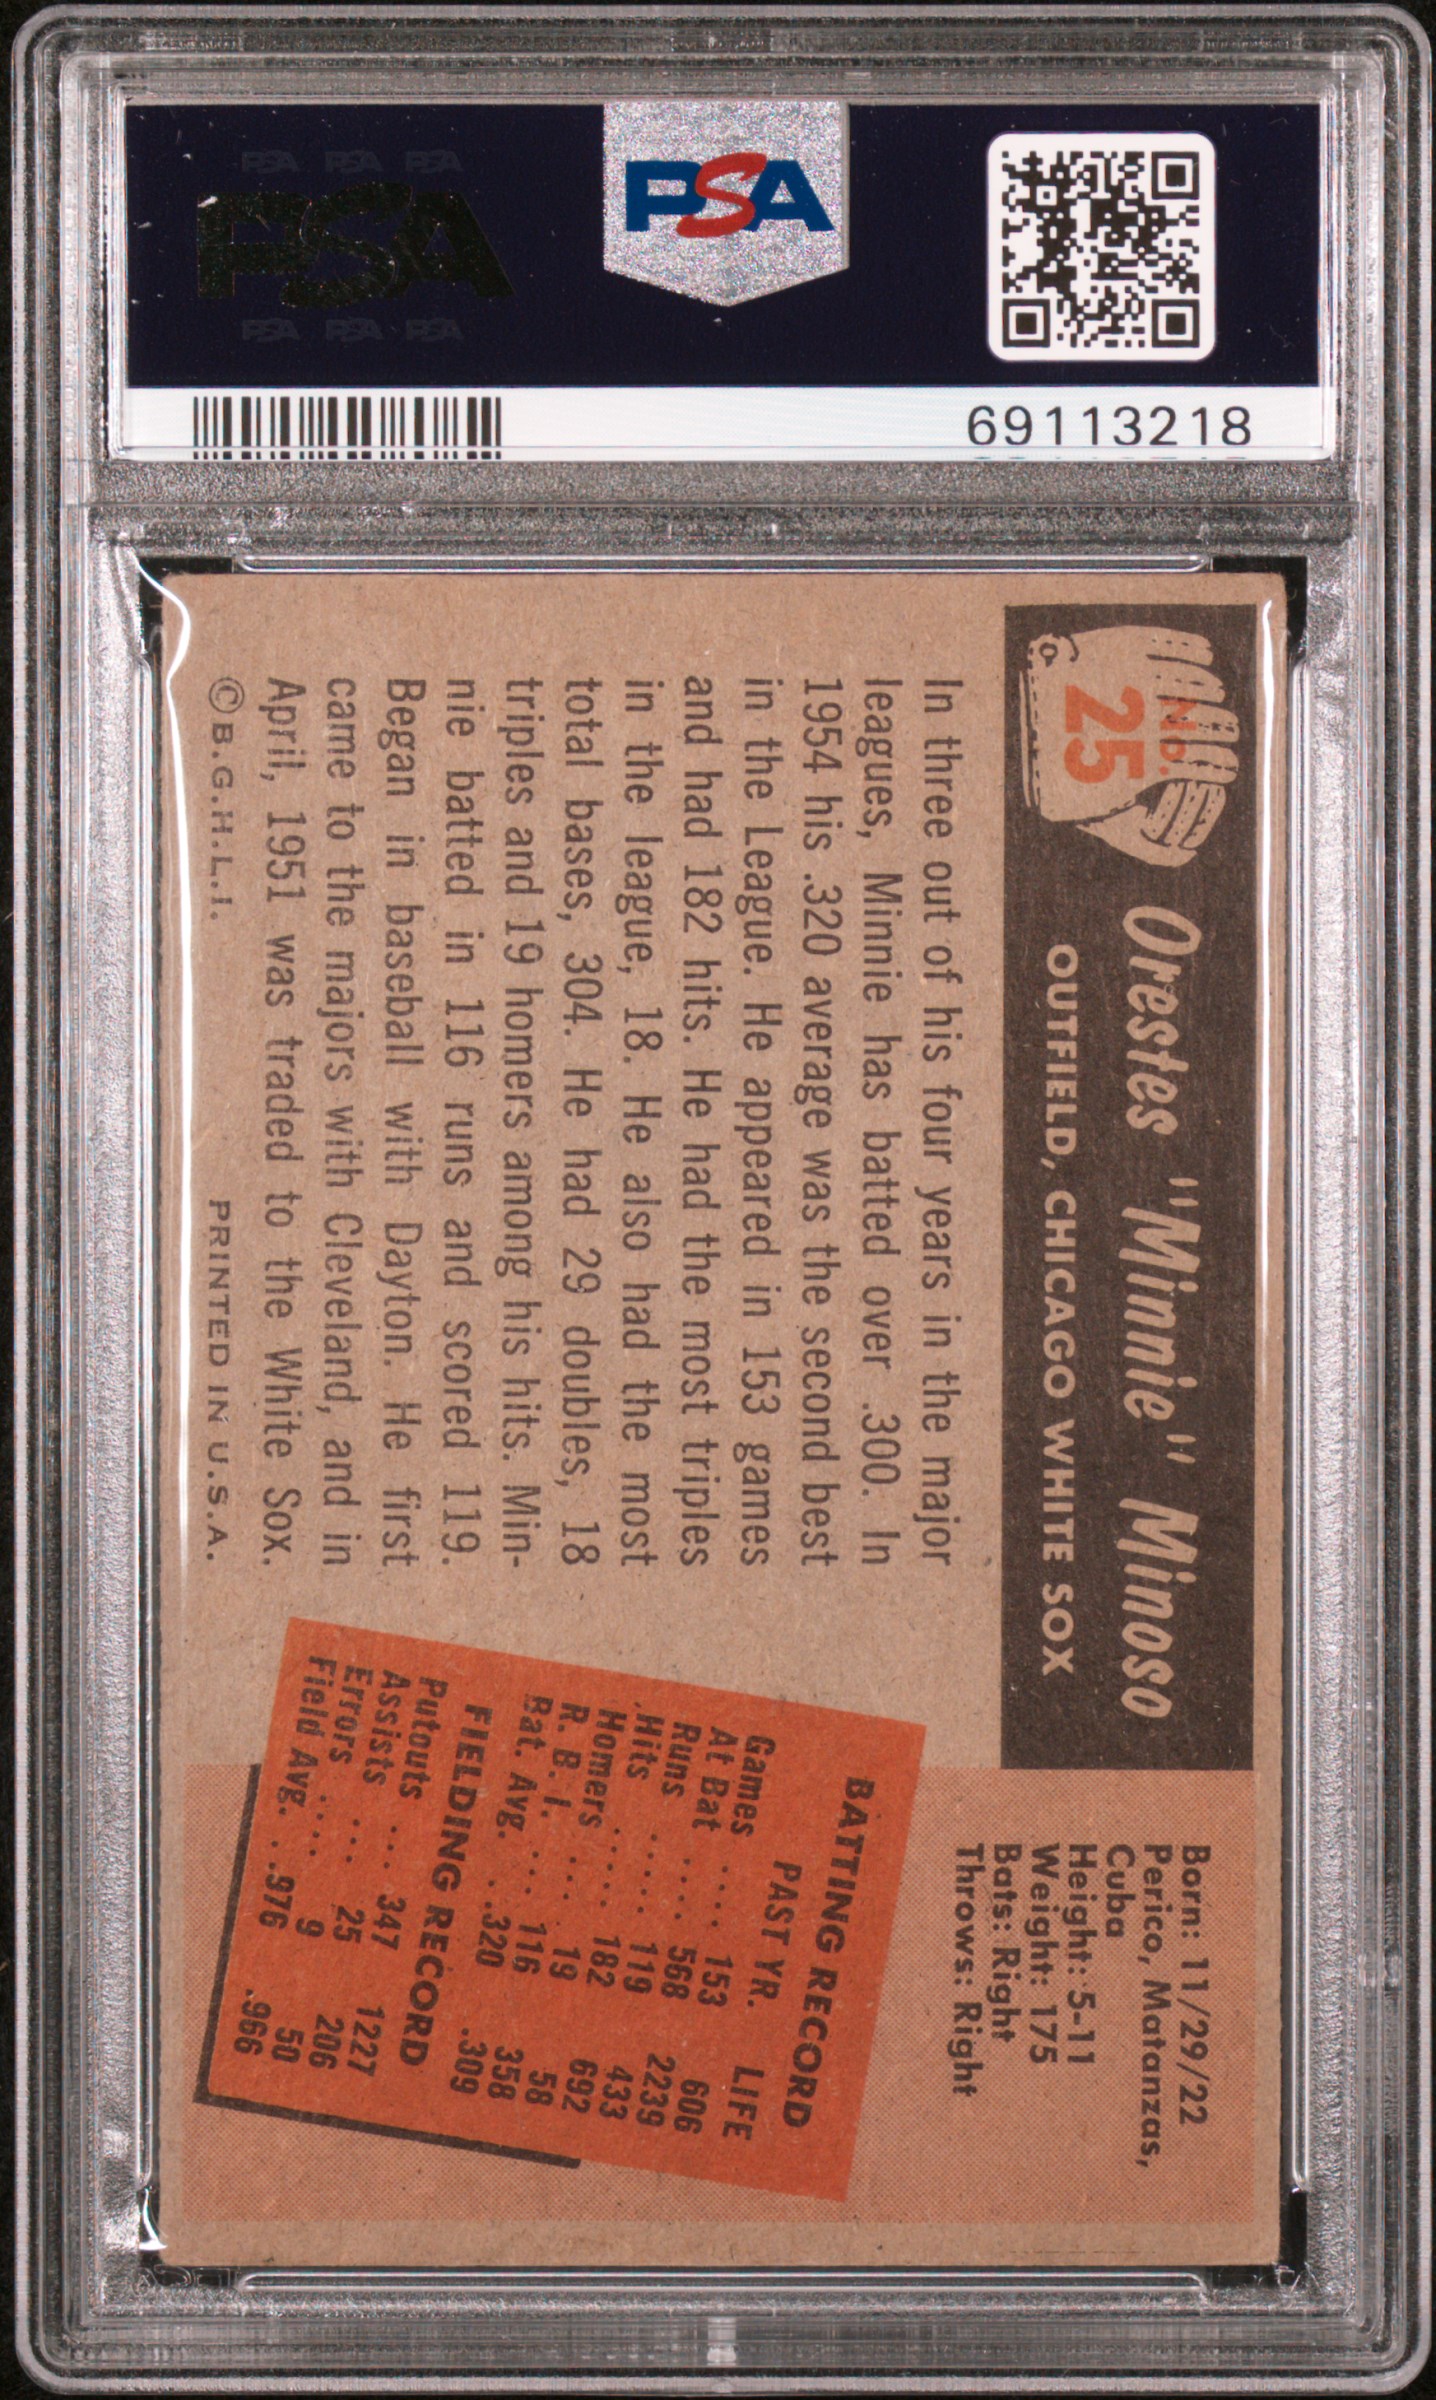 PSA PSA PSA
PSA
PSA PSA PSA
PSA
69113218
No.
25
Orestes "Minnie" Minoso
OUTFIELD, CHICAGO WHITE SOX
In three out of his four years in the major
leagues, Minnie has batted over .300. In
1954 his .320 average was the second best
in the League. He appeared in 153 games
and had 182 hits. He had the most triples
in the league, 18. He also had the most
total bases, 304. He had 29 doubles, 18
triples and 19 homers among his hits. Min-
nie batted in 116 runs and scored 119.
Began in baseball with Dayton. He first
came to the majors with Cleveland, and in
April, 1951 was traded to the White Sox.
© B.G.H.L.I. PRINTED IN U.S.A.
Born: 11/29/22
Perico, Matanzas,
Cuba
Height: 5-11
Weight: 175
Bats: Right
Throws: Right
BATTING RECORD
PAST YR. LIFE
Games .... 153 606
At Bat .... 568 2239
Runs ..... 119 433
Hits ..... 182 692
Homers ... 19 58
R. B. I. ... 116 358
Bat. Avg. . .320 .309
FIELDING RECORD
Putouts ... 347 1227
Assists ... 25 206
Errors .... 9 50
Field Avg. . .976 .966